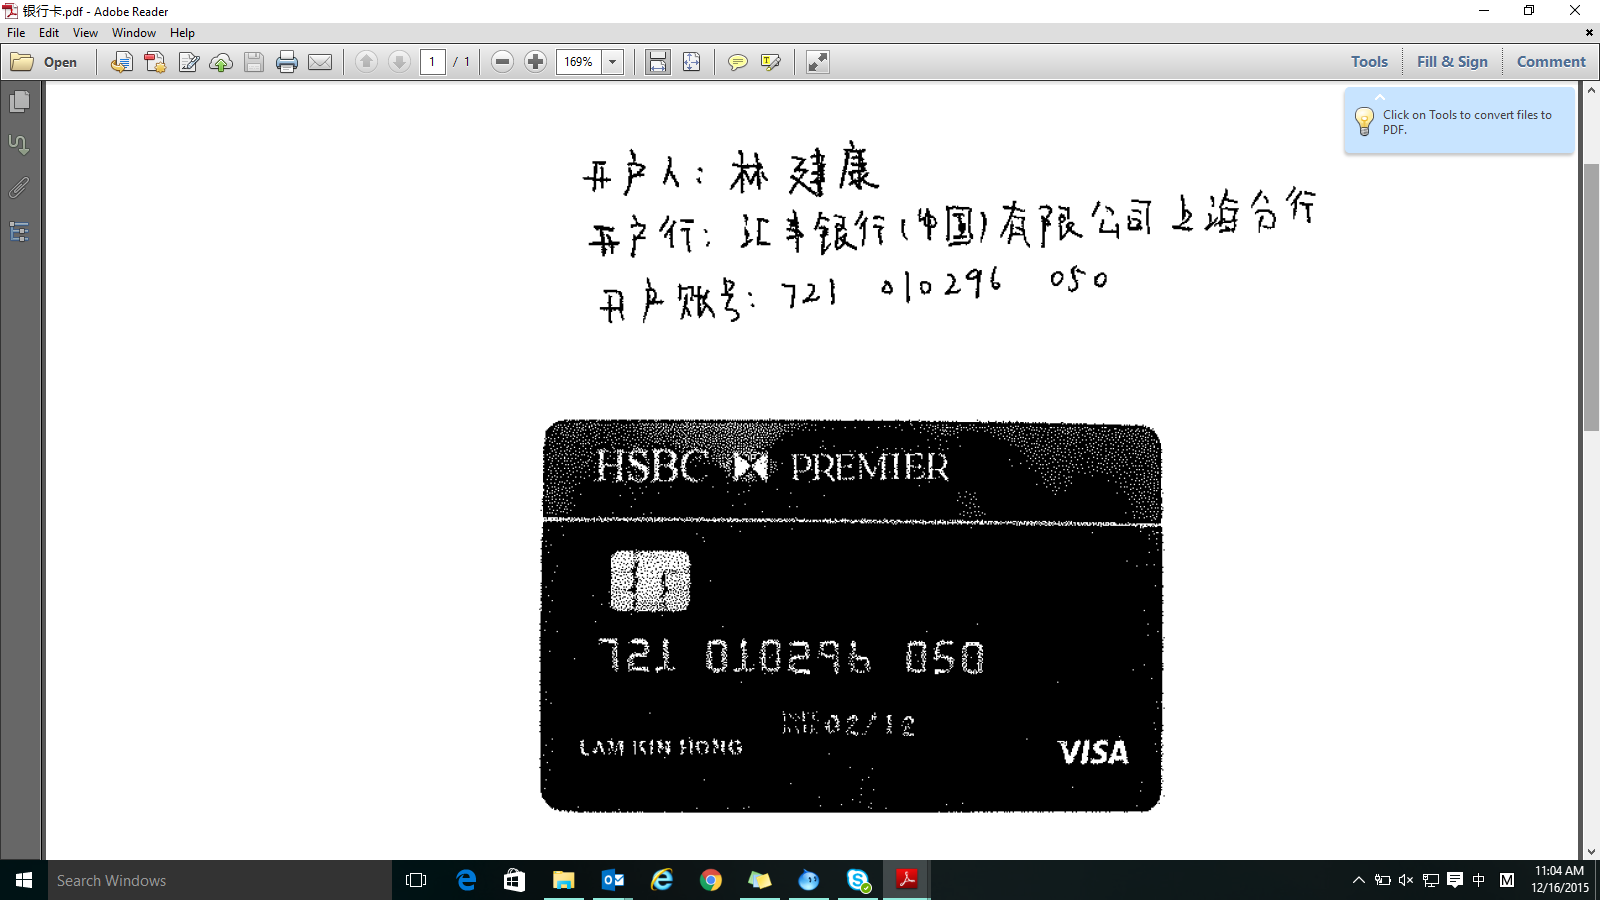 银行卡.pdf - Adobe Reader
File Edit View Window Help
Open 1 / 1 169% Tools Fill & Sign Comment
Click on Tools to convert files to PDF.
开户人: 林建康
开户行: 汇丰银行(中国)有限公司上海分行
开户账号: 721 010296 050
HSBC PREMIER
721 010296 050
02/12
LAM KIN HONG
VISA
Search Windows
中 M
11:04 AM
12/16/2015